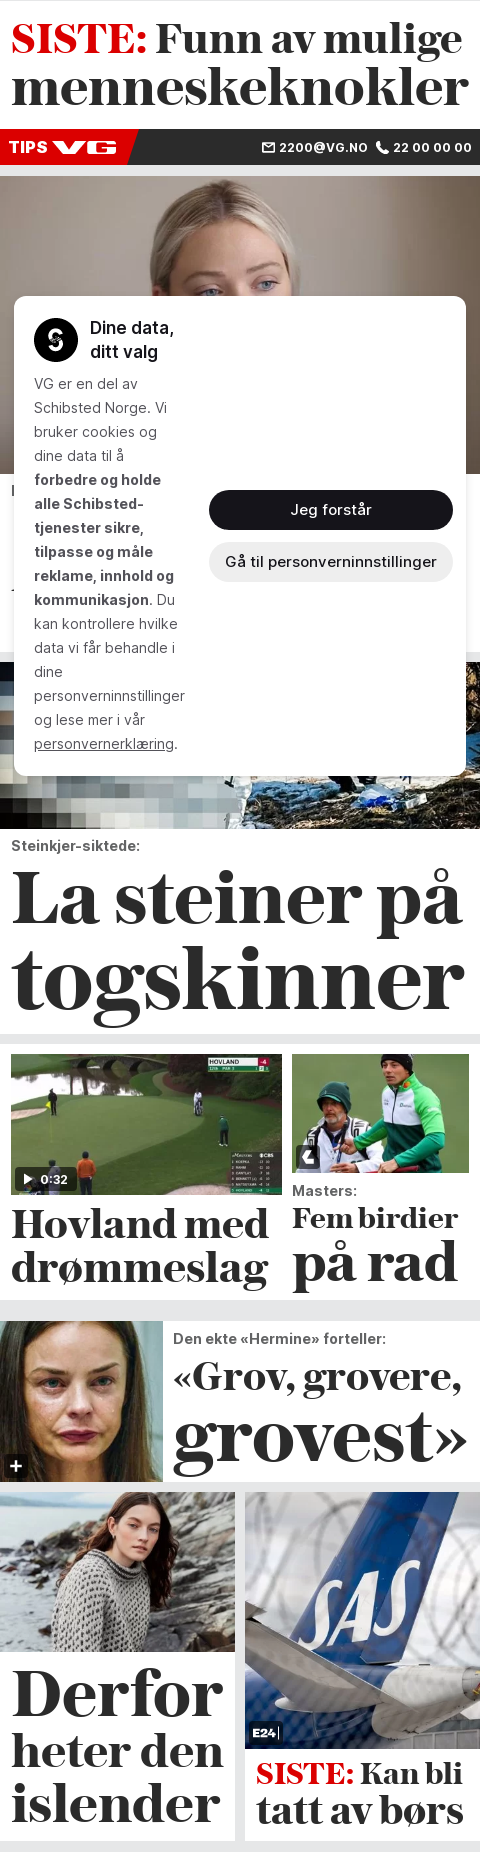 SISTE: Funn av mulige
menneskeknokler
TIPS VG
2200@VG.NO 22 00 00 00
Dine data,
ditt valg
VG er en del av
Schibsted Norge. Vi
bruker cookies og
dine data til å
forbedre og holde
alle Schibsted-
tjenester sikre,
tilpasse og måle
reklame, innhold og
kommunikasjon. Du
kan kontrollere hvilke
data vi får behandle i
dine
personverninnstillinger
og lese mer i vår
personvernerklæring.
Jeg forstår
Gå til personverninnstillinger
Steinkjer-siktede:
La steiner på
togskinner
HOVLAND -4
0:32
Hovland med
drømmeslag
Masters:
Fem birdier
på rad
Den ekte «Hermine» forteller:
«Grov, grovere,
grovest»
Derfor
heter den
islender
SAS
E24
SISTE: Kan bli
tatt av børs